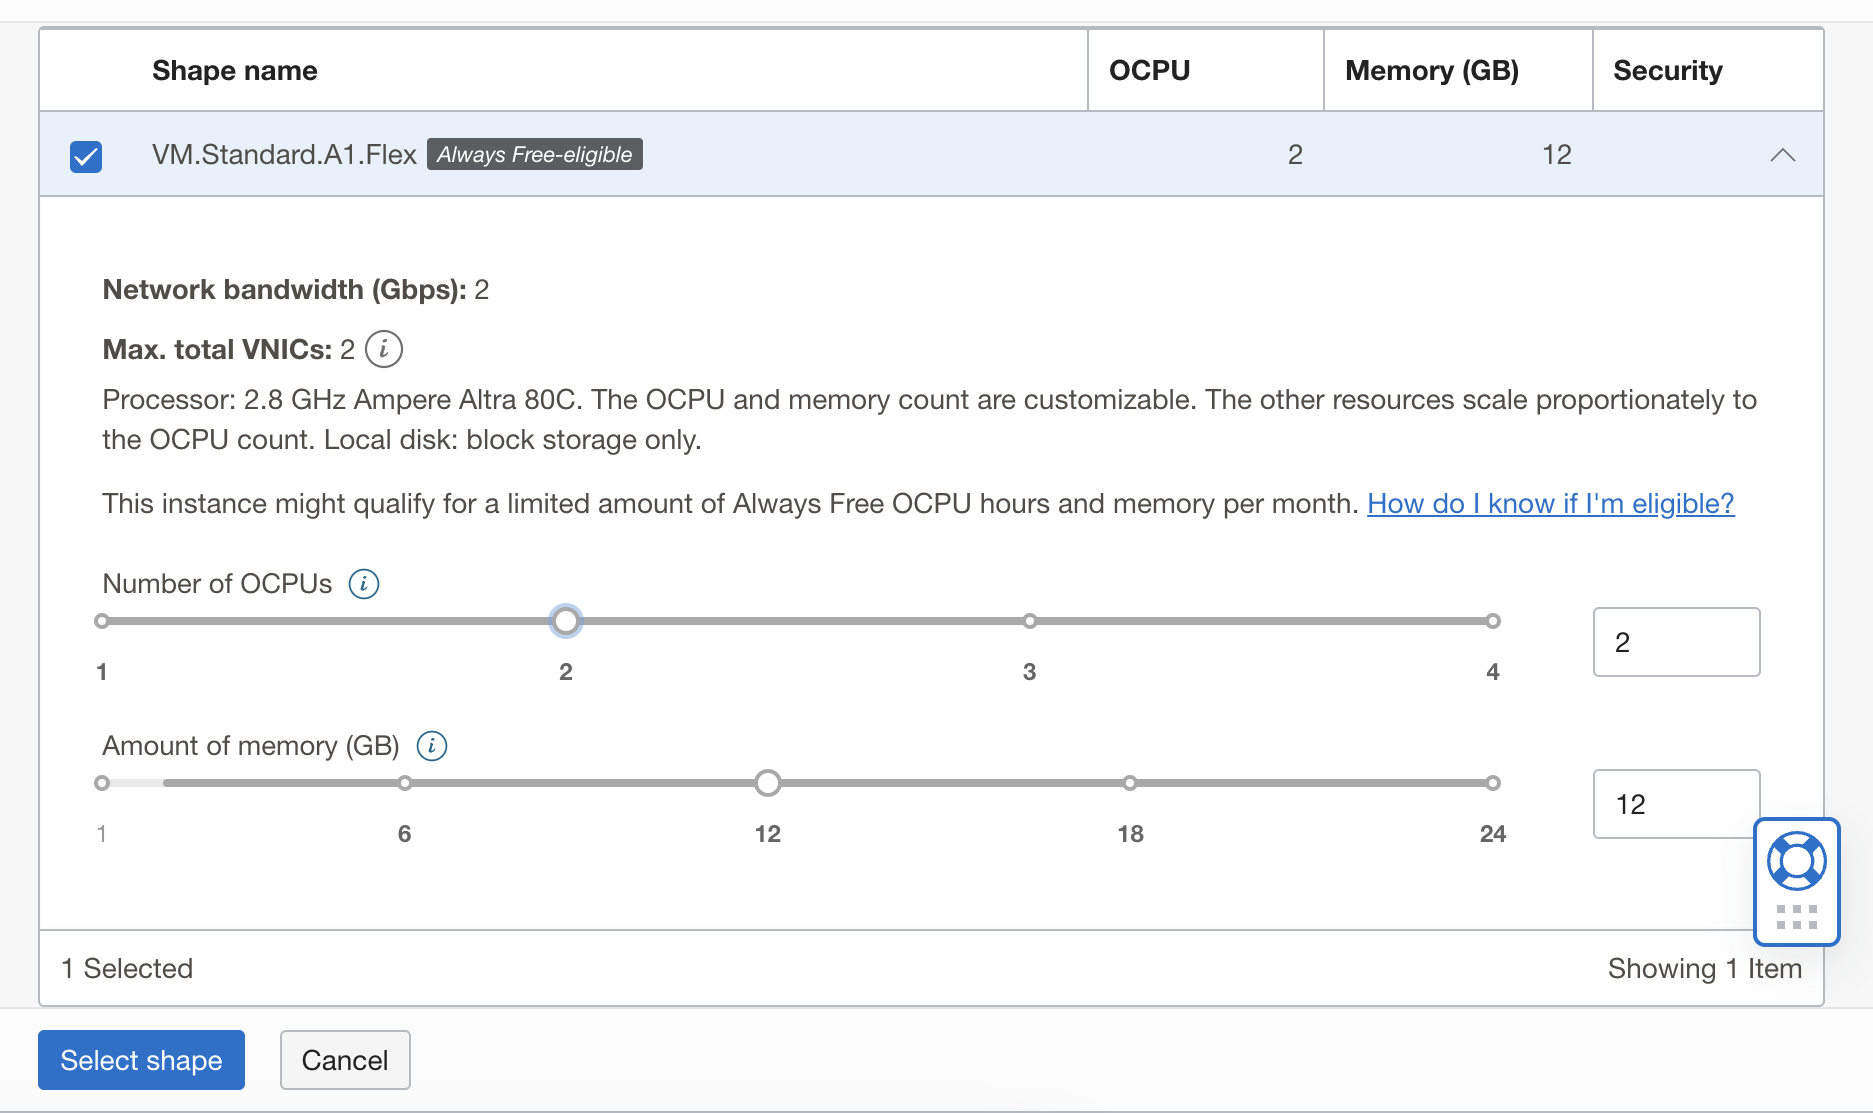 Shape name OCPU Memory (GB) Security
VM.Standard.A1.Flex Always Free-eligible 2 12
Network bandwidth (Gbps): 2
Max. total VNICs: 2 i
Processor: 2.8 GHz Ampere Altra 80C. The OCPU and memory count are customizable. The other resources scale proportionately to
the OCPU count. Local disk: block storage only.
This instance might qualify for a limited amount of Always Free OCPU hours and memory per month. How do I know if I'm eligible?
Number of OCPUs i
2
1 2 3 4
Amount of memory (GB) i
12
1 6 12 18 24
1 Selected Showing 1 Item
Select shape Cancel